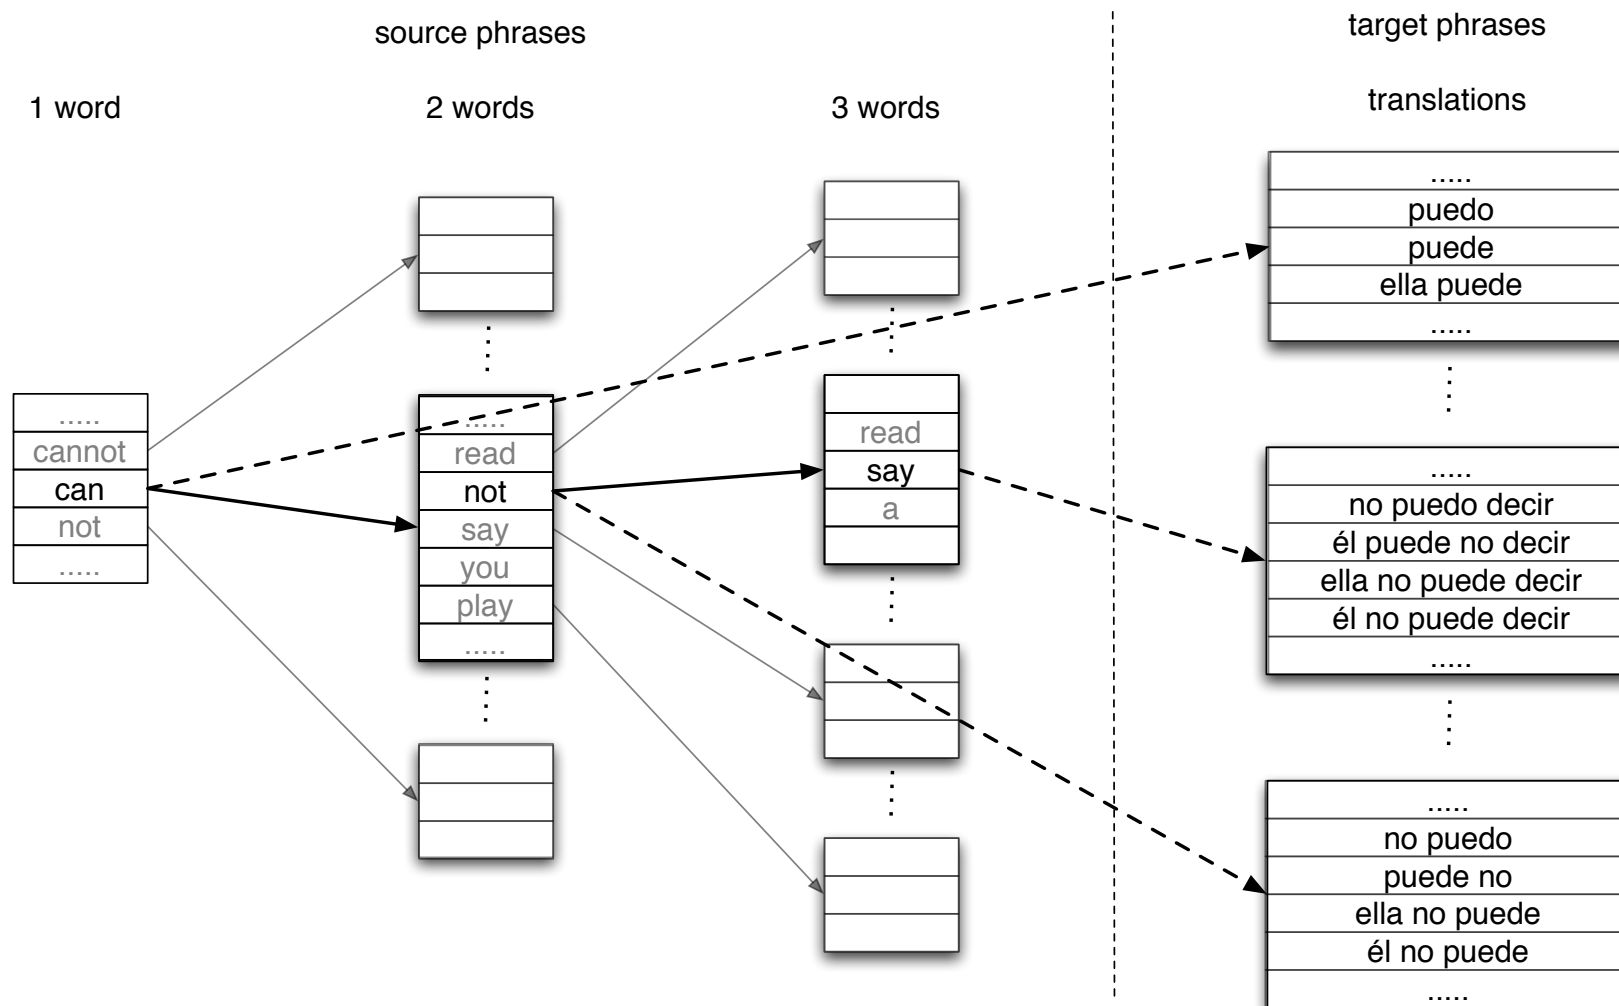 source phrases
target phrases
1 word
2 words
3 words
translations
.....
cannot
can
not
.....
.....
read
not
say
you
play
.....
read
say
a
.....
puedo
puede
ella puede
.....
.....
no puedo decir
él puede no decir
ella no puede decir
él no puede decir
.....
.....
no puedo
puede no
ella no puede
él no puede
.....